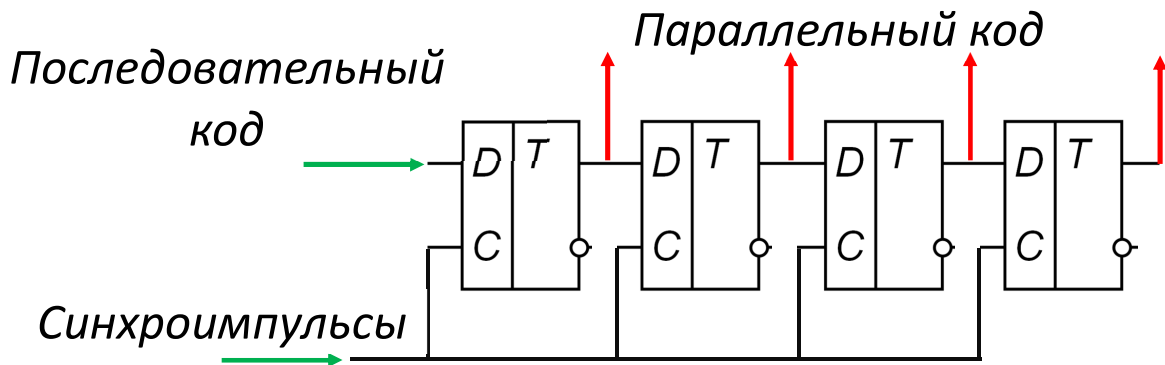 Параллельный код
Последовательный
код
D T D T D T D T
C C C C
Синхроимпульсы